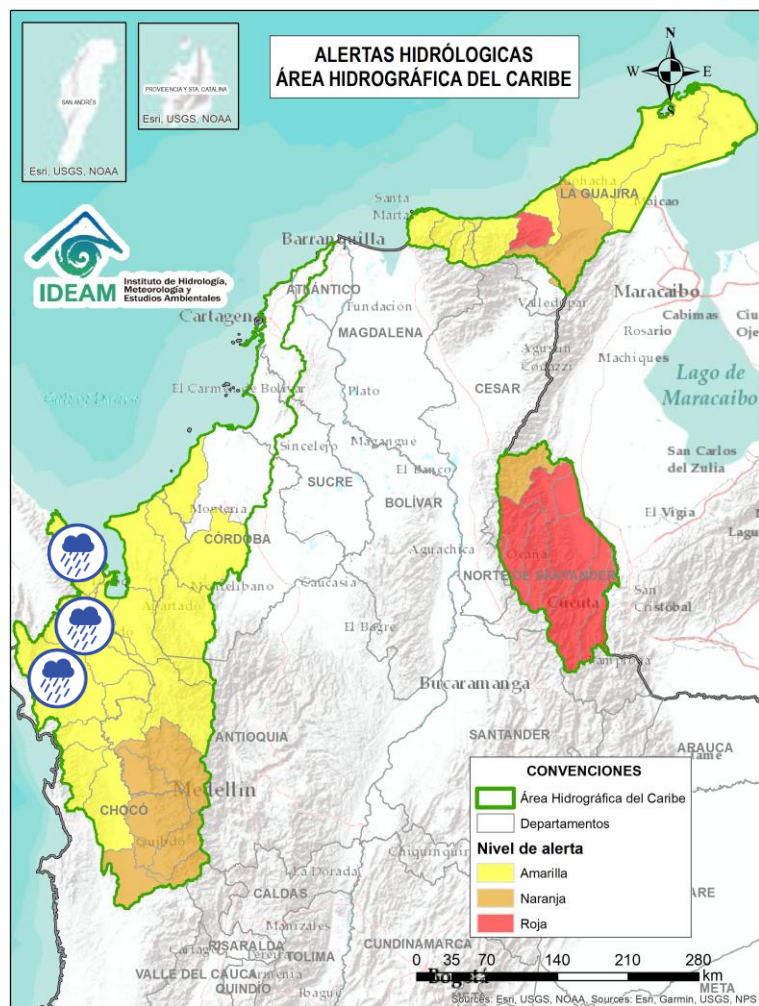 ALERTAS HIDRÓLOGICAS
ÁREA HIDROGRÁFICA DEL CARIBE
N
W
E
S
SAN ANDRÉS
Esri, USGS, NOAA
PROVIDENCIA Y STA. CATALINA
Esri, USGS, NOAA
IDEAM
Instituto de Hidrología,
Meteorología y
Estudios Ambientales
LA GUAJIRA
Maicao
Santa
Marta
Barranquilla
ATLÁNTICO
Fundación
Cartagena
MAGDALENA
Valledupar
Maracaibo
Cabimas
Rosario
Machiques
Agustín
Codazzi
El Carmen de Bolívar
Plato
CESAR
Lago de
Maracaibo
Sincelejo
Magangué
San Carlos
del Zulia
El Banco
SUCRE
BOLÍVAR
Montería
El Vigía
CÓRDOBA
Aguachica
Ocaña
Montelíbano
Caucasia
NORTE DE SANTANDER
Apartadó
San
Cristóbal
Cúcuta
El Bagre
Pamplona
Bucaramanga
ANTIOQUIA
SANTANDER
ARAUCA
Medellín
CHOCÓ
Quibdó
La Dorada
CALDAS
Manizales
RISARALDA
Pereira
TOLIMA
CUNDINAMARCA
VALLE DEL CAUCA
Armenia
QUINDÍO
Ibagué
Bogotá
META
CONVENCIONES
Área Hidrográfica del Caribe
Departamentos
Nivel de alerta
Amarilla
Naranja
Roja
0 35 70 140 210 280
km
Sources: Esri, USGS, NOAA, Sources: Esri, Garmin, USGS, NPS